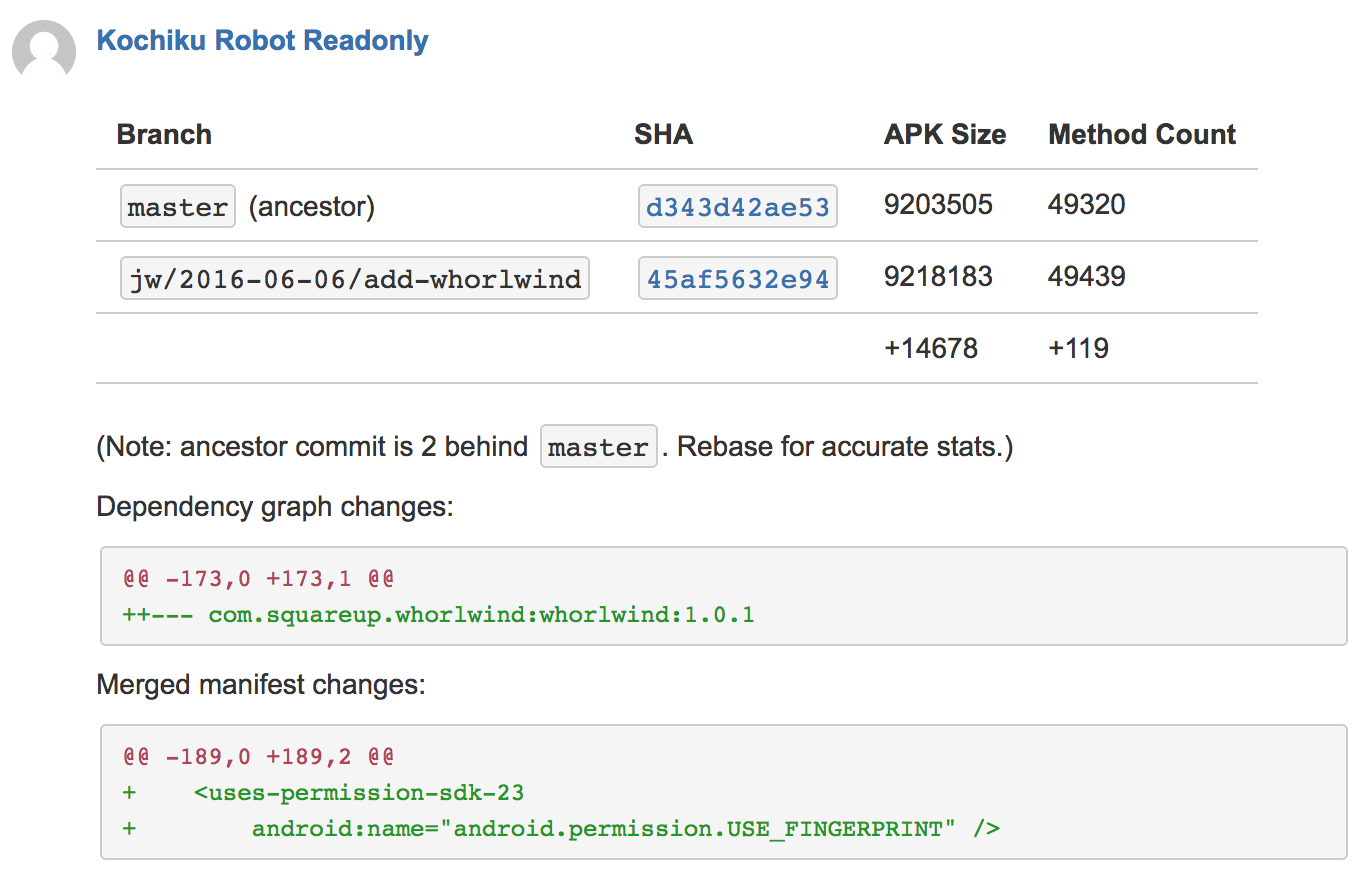 Kochiku Robot Readonly
Branch SHA APK Size Method Count
master (ancestor) d343d42ae53 9203505 49320
jw/2016-06-06/add-whorlwind 45af5632e94 9218183 49439
+14678 +119
(Note: ancestor commit is 2 behind master. Rebase for accurate stats.)
Dependency graph changes:
@@ -173,0 +173,1 @@
++--- com.squareup.whorlwind:whorlwind:1.0.1
Merged manifest changes:
@@ -189,0 +189,2 @@
+    <uses-permission-sdk-23
+        android:name="android.permission.USE_FINGERPRINT" />